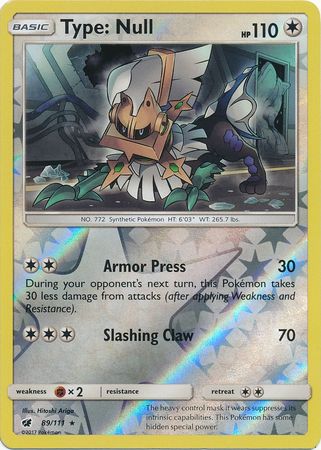 BASIC Type: Null HP 110
NO. 772 Synthetic Pokémon HT: 6'03" WT: 265.7 lbs.
Armor Press 30
During your opponent's next turn, this Pokémon takes
30 less damage from attacks (after applying Weakness and
Resistance).
Slashing Claw 70
weakness ×2 resistance retreat
Illus. Hitoshi Ariga
89/111 ★
©2017 Pokémon
The heavy control mask it wears suppresses its
intrinsic capabilities. This Pokémon has some
hidden special power.